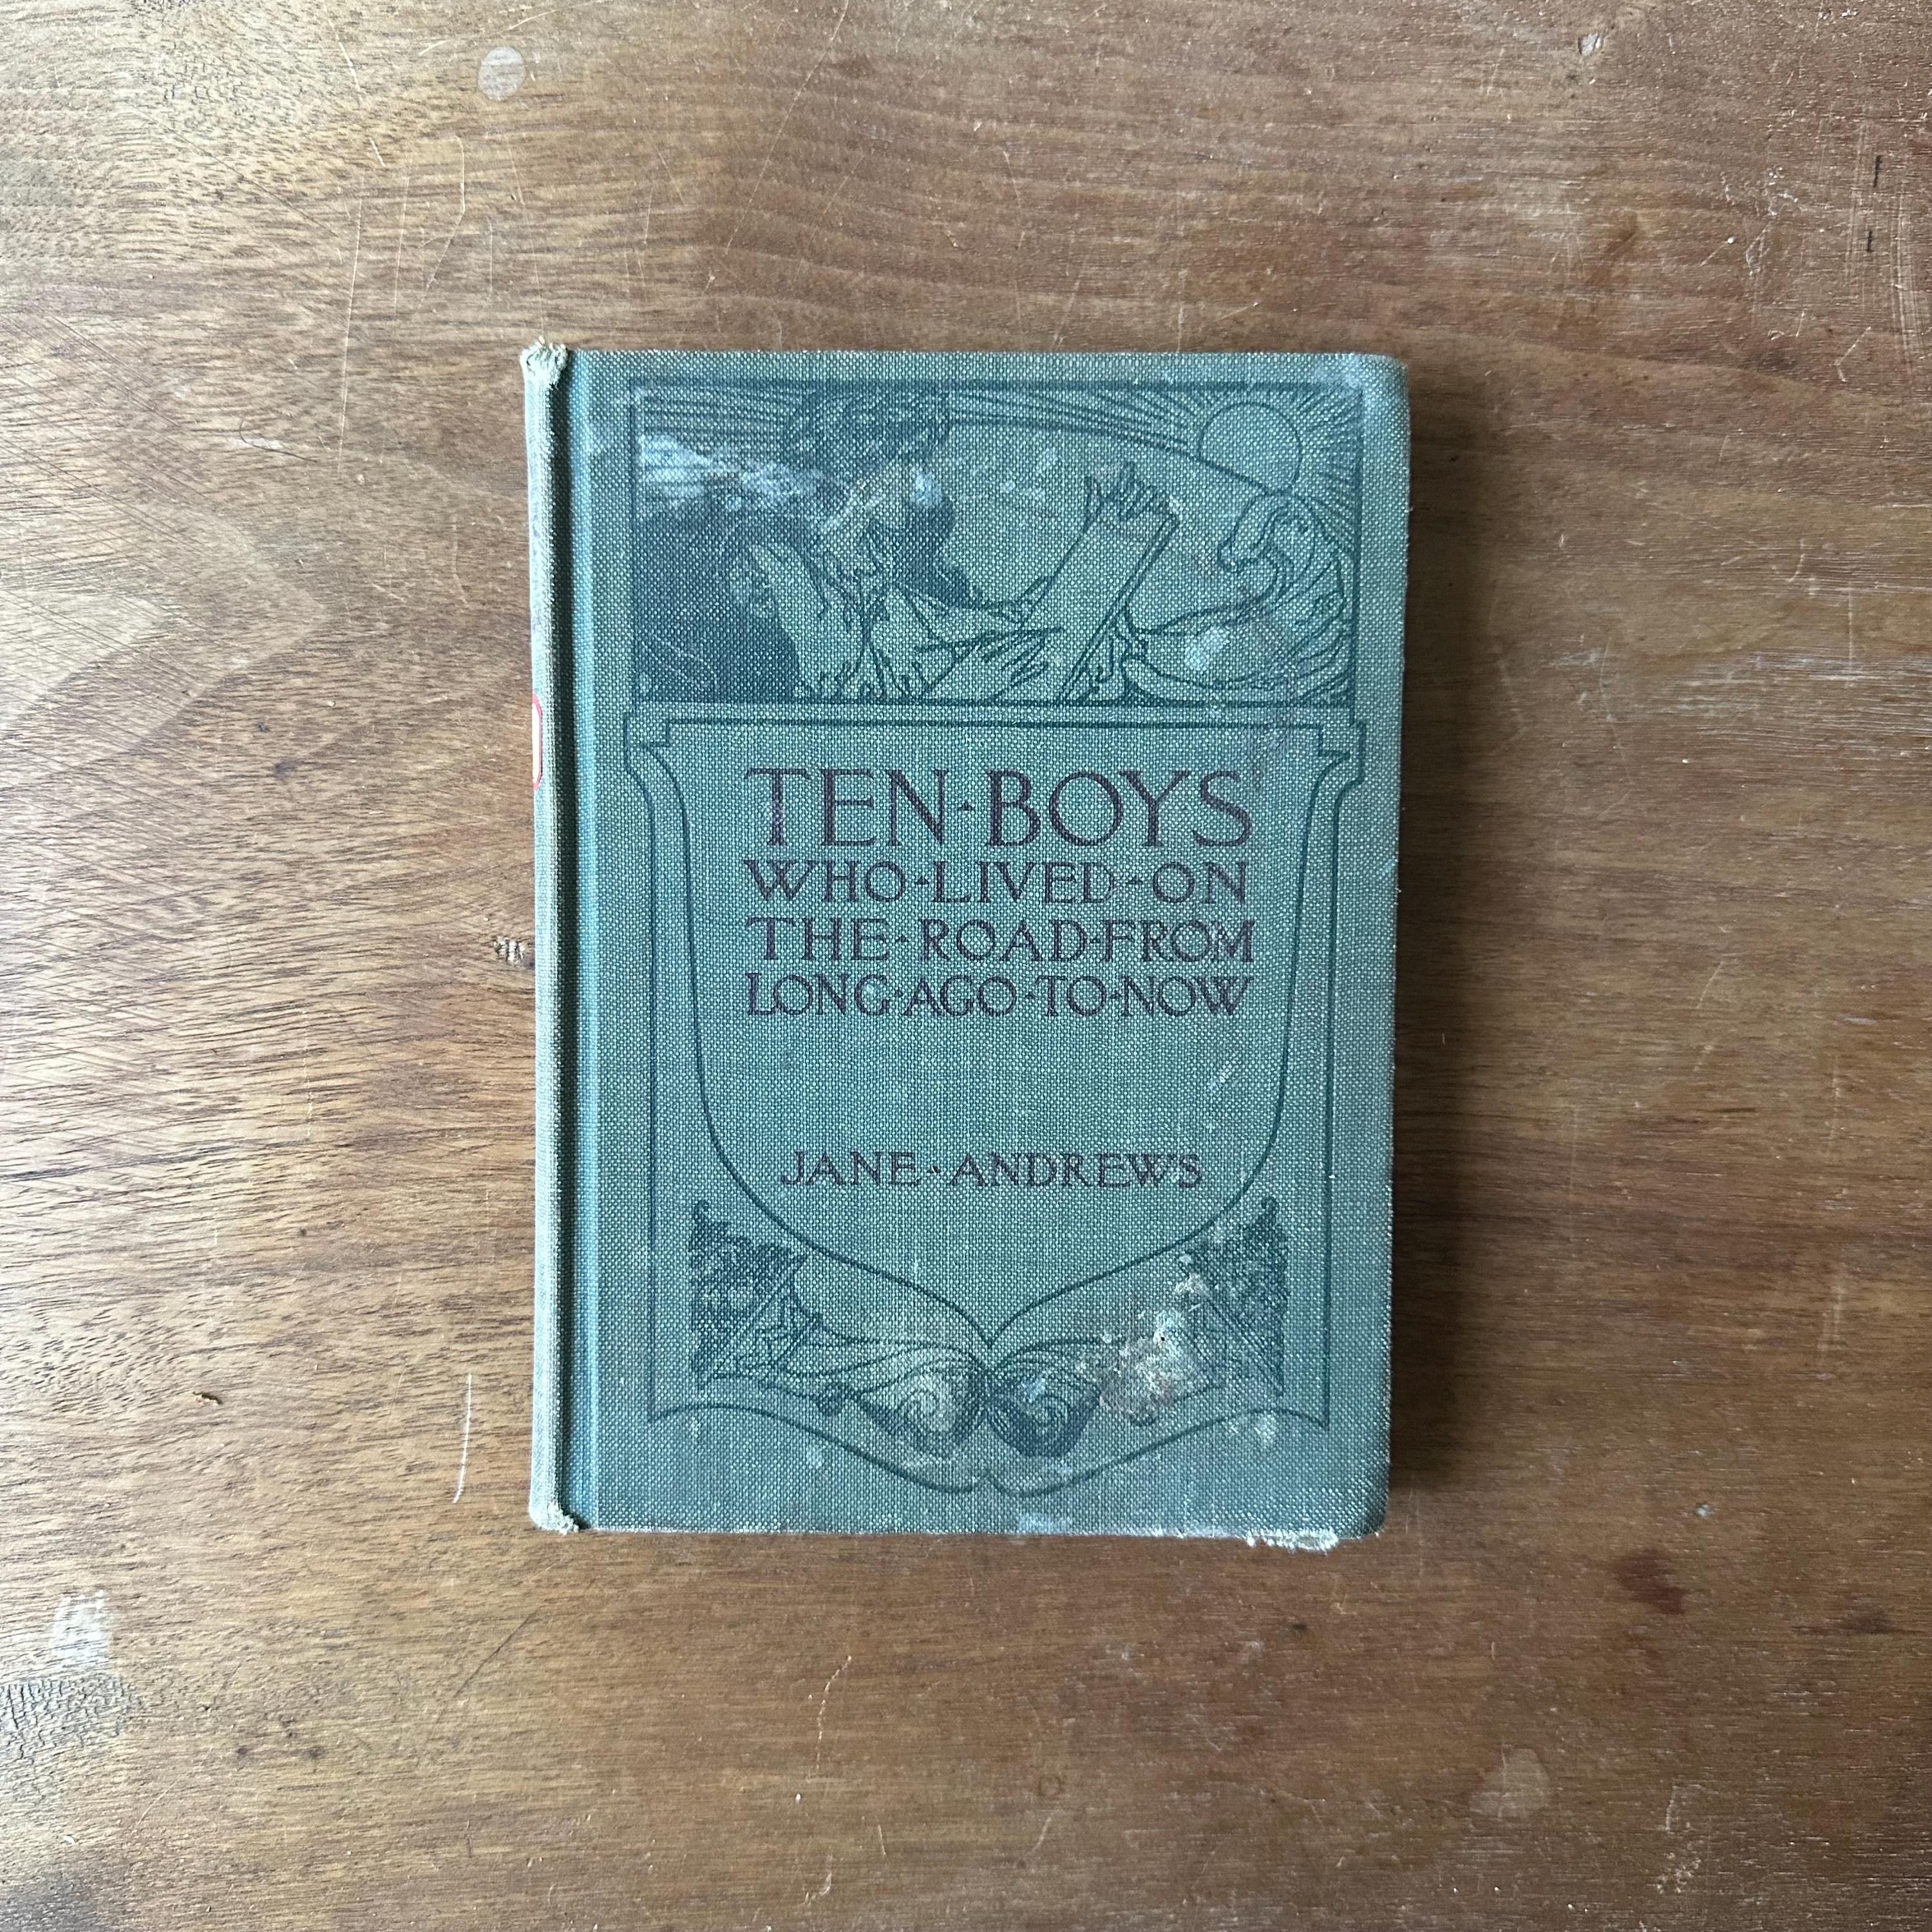 TEN·BOYS
WHO·LIVED·ON
THE·ROAD·FROM
LONG·AGO·TO·NOW
JANE·ANDREWS